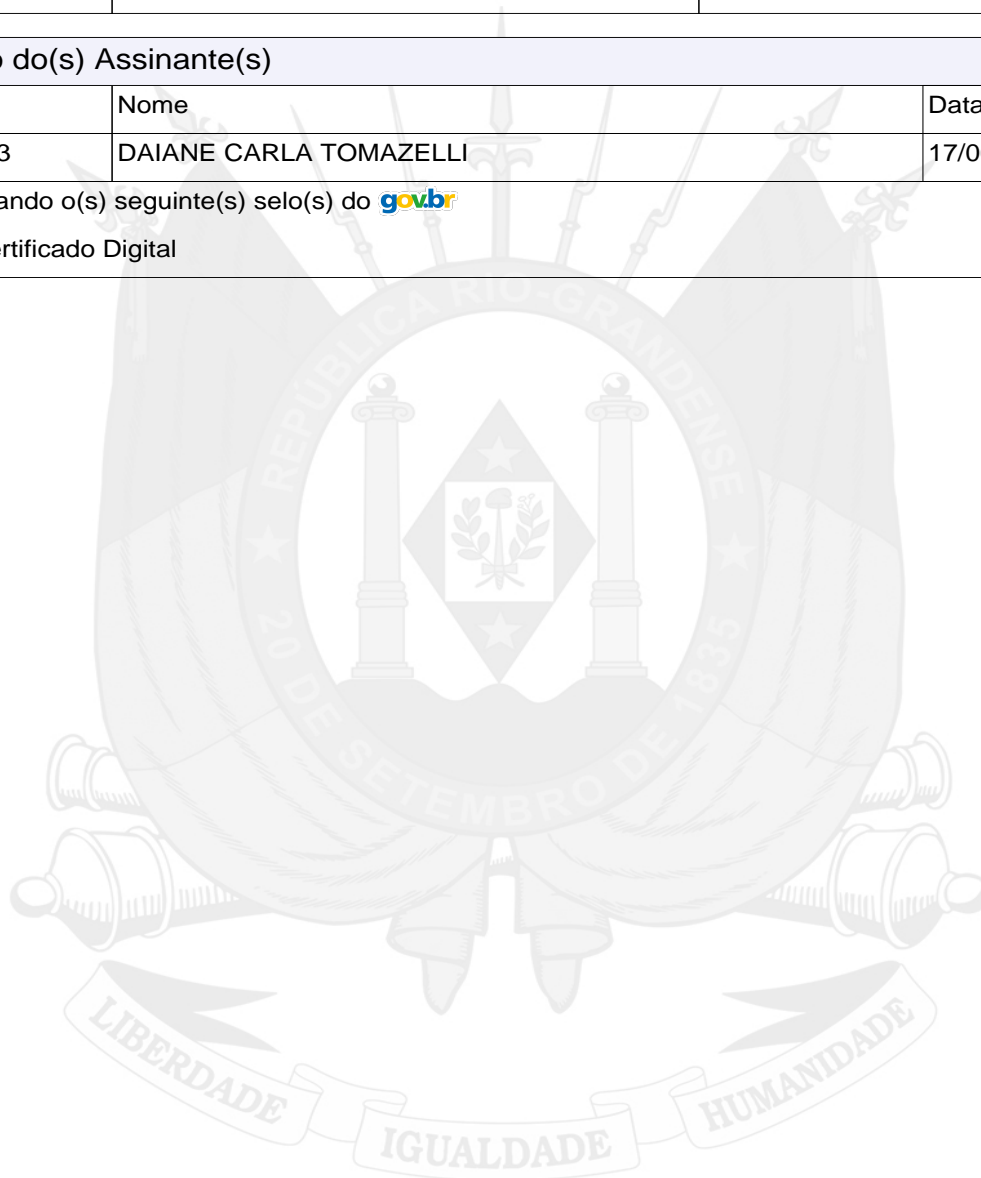 o do(s) Assinante(s)
Nome Data
3 DAIANE CARLA TOMAZELLI 17/0
ando o(s) seguinte(s) selo(s) do gov.br
ertificado Digital
REPÚBLICA RIO-GRANDENSE
20 DE SETEMBRO DE 1835
LIBERDADE IGUALDADE HUMANIDADE